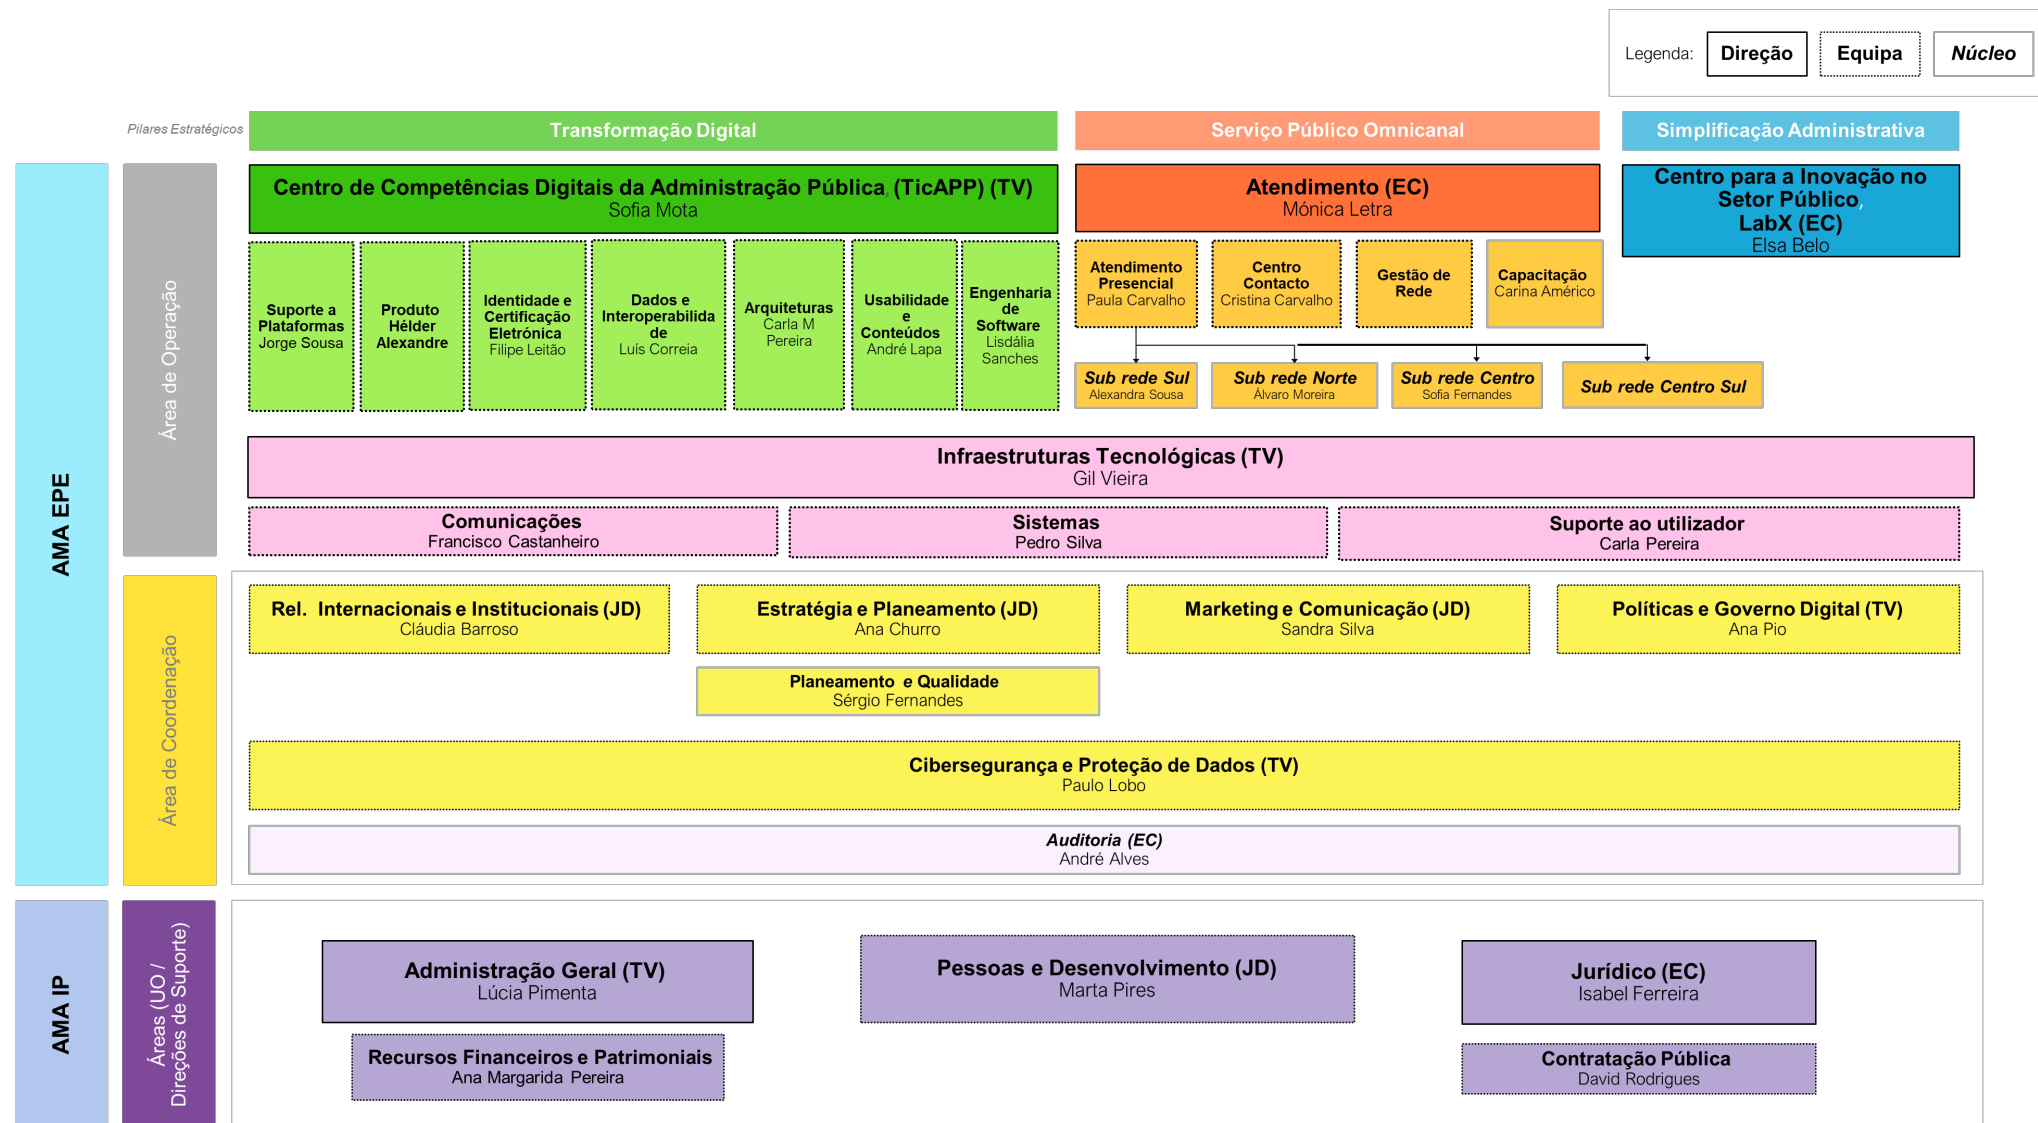 Legenda:
Direção
Equipa
Núcleo
Pilares Estratégicos
Transformação Digital
Serviço Público Omnicanal
Simplificação Administrativa
AMA EPE
Área de Operação
Centro de Competências Digitais da Administração Pública, (TicAPP) (TV)
Sofia Mota
Atendimento (EC)
Mónica Letra
Centro para a Inovação no
Setor Público,
LabX (EC)
Elsa Belo
Suporte a
Plataformas
Jorge Sousa
Produto
Hélder
Alexandre
Identidade e
Certificação
Eletrónica
Filipe Leitão
Dados e
Interoperabilida
de
Luís Correia
Arquiteturas
Carla M
Pereira
Usabilidade
e
Conteúdos
André Lapa
Engenharia
de
Software
Lisdália
Sanches
Atendimento
Presencial
Paula Carvalho
Centro
Contacto
Cristina Carvalho
Gestão de
Rede
Capacitação
Carina Américo
Sub rede Sul
Alexandra Sousa
Sub rede Norte
Álvaro Moreira
Sub rede Centro
Sofia Fernandes
Sub rede Centro Sul
Infraestruturas Tecnológicas (TV)
Gil Vieira
Comunicações
Francisco Castanheiro
Sistemas
Pedro Silva
Suporte ao utilizador
Carla Pereira
Área de Coordenação
Rel.  Internacionais e Institucionais (JD)
Cláudia Barroso
Estratégia e Planeamento (JD)
Ana Churro
Marketing e Comunicação (JD)
Sandra Silva
Políticas e Governo Digital (TV)
Ana Pio
Planeamento e Qualidade
Sérgio Fernandes
Cibersegurança e Proteção de Dados (TV)
Paulo Lobo
Auditoria (EC)
André Alves
AMA IP
Áreas (UO /
Direções de Suporte)
Administração Geral (TV)
Lúcia Pimenta
Pessoas e Desenvolvimento (JD)
Marta Pires
Jurídico (EC)
Isabel Ferreira
Recursos Financeiros e Patrimoniais
Ana Margarida Pereira
Contratação Pública
David Rodrigues